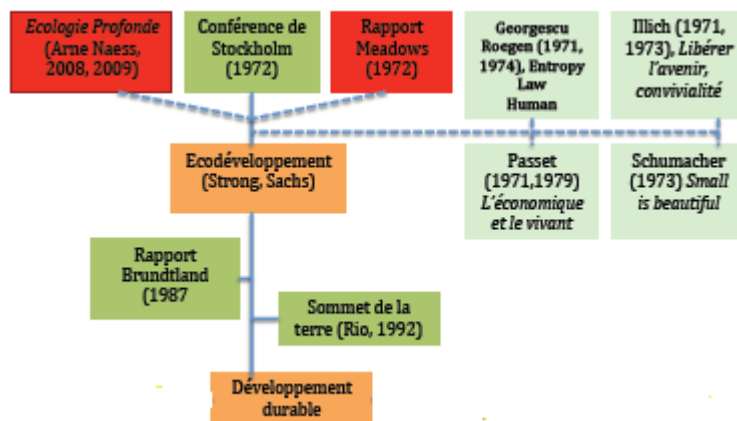 Ecologie Profonde
(Arne Naess,
2008, 2009)
Conférence de
Stockholm
(1972)
Rapport
Meadows
(1972)
Georgescu
Roegen (1971,
1974), Entropy
Law
Human
Illich (1971,
1973), Libérer
l'avenir,
convivialité
Ecodéveloppement
(Strong, Sachs)
Passet
(1971,1979)
L'économique
et le vivant
Schumacher
(1973) Small
is beautiful
Rapport
Brundtland
(1987
Sommet de la
terre (Rio, 1992)
Développement
durable